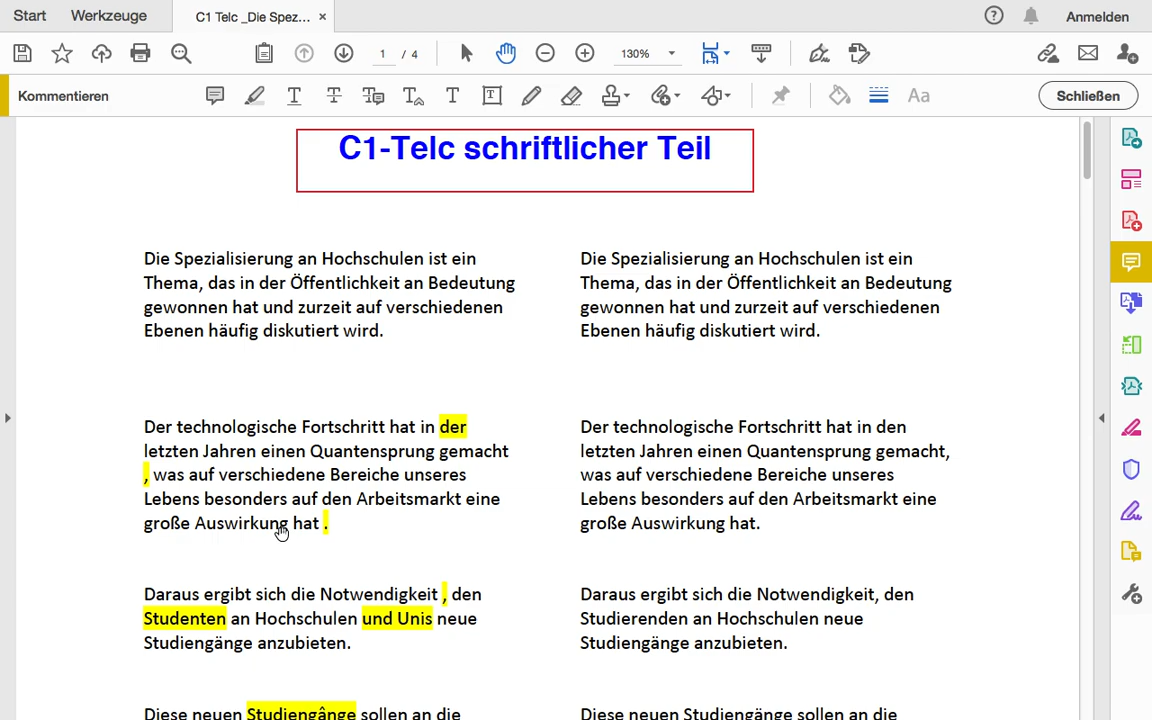 Start Werkzeuge C1 Telc _Die Spez... × Anmelden
1 / 4 130%
Kommentieren Aa Schließen
C1-Telc schriftlicher Teil
Die Spezialisierung an Hochschulen ist ein
Thema, das in der Öffentlichkeit an Bedeutung
gewonnen hat und zurzeit auf verschiedenen
Ebenen häufig diskutiert wird.
Die Spezialisierung an Hochschulen ist ein
Thema, das in der Öffentlichkeit an Bedeutung
gewonnen hat und zurzeit auf verschiedenen
Ebenen häufig diskutiert wird.
Der technologische Fortschritt hat in der
letzten Jahren einen Quantensprung gemacht
, was auf verschiedene Bereiche unseres
Lebens besonders auf den Arbeitsmarkt eine
große Auswirkung hat .
Der technologische Fortschritt hat in den
letzten Jahren einen Quantensprung gemacht,
was auf verschiedene Bereiche unseres
Lebens besonders auf den Arbeitsmarkt eine
große Auswirkung hat.
Daraus ergibt sich die Notwendigkeit , den
Studenten an Hochschulen und Unis neue
Studiengänge anzubieten.
Daraus ergibt sich die Notwendigkeit, den
Studierenden an Hochschulen neue
Studiengänge anzubieten.
Diese neuen Studiengânge sollen an die
Diese neuen Studiengänge sollen an die